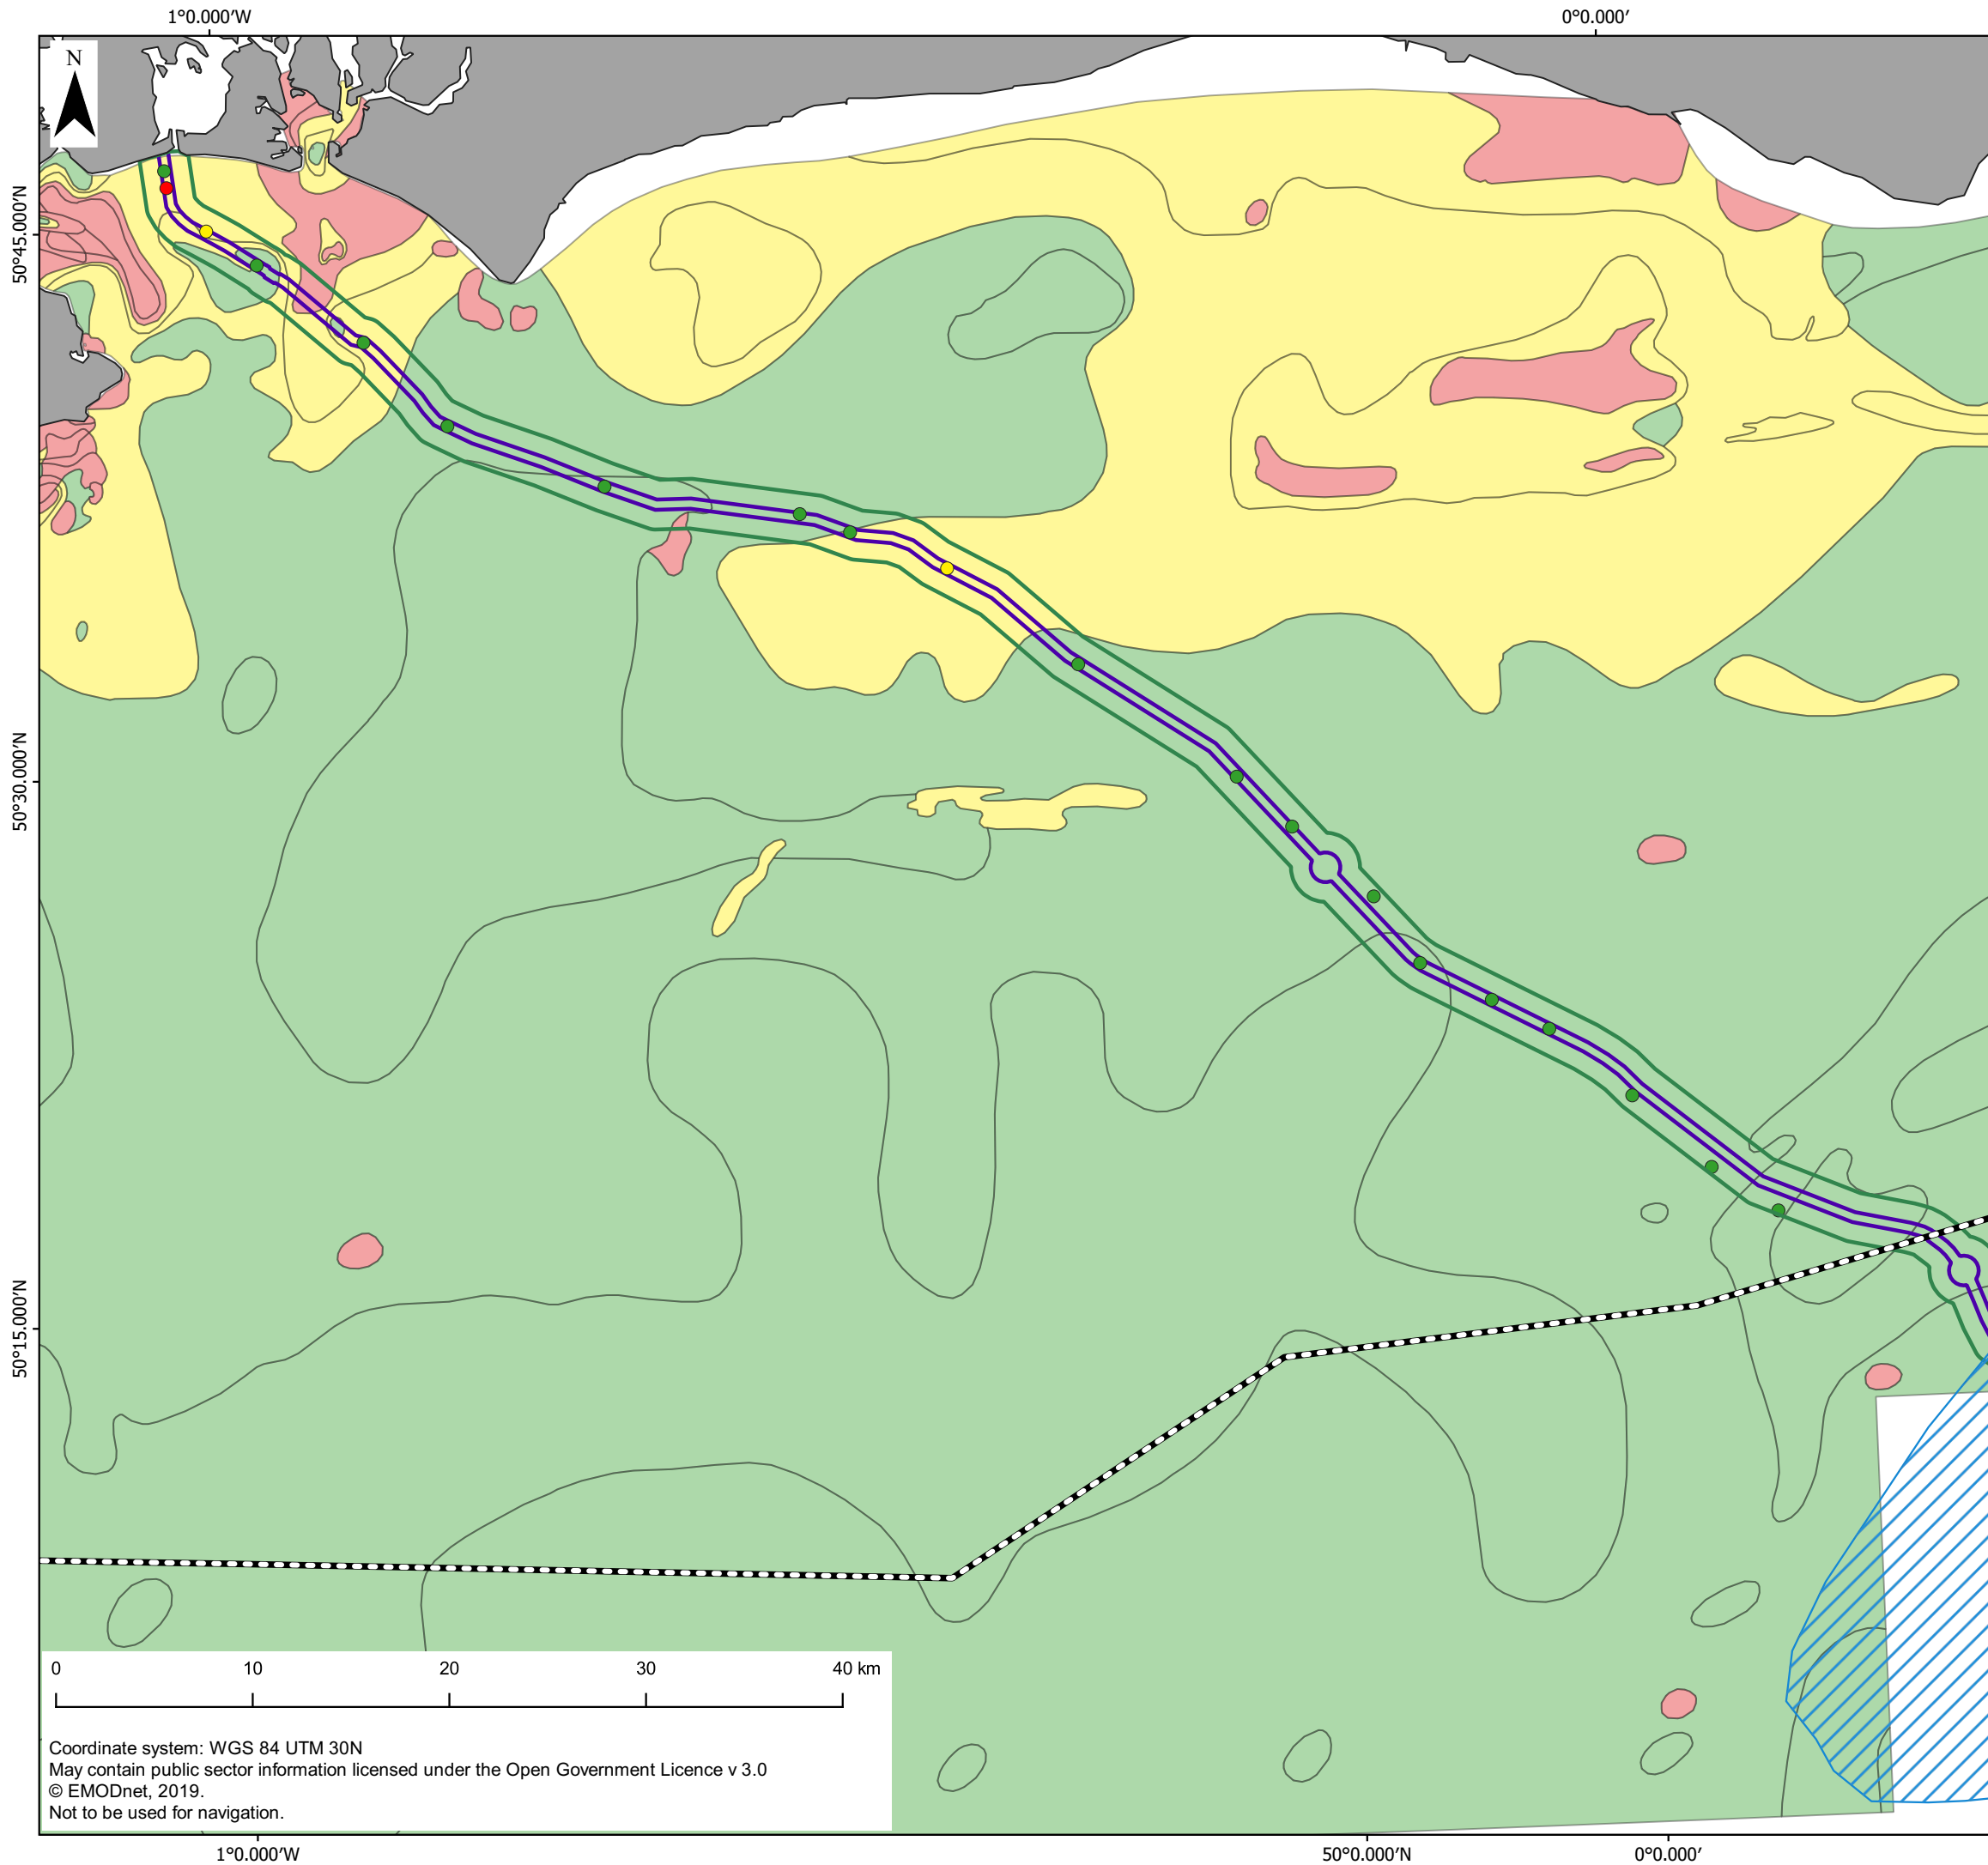 1°0.000′W
0°0.000′
N
50°45.000′N
50°30.000′N
50°15.000′N
0 10 20 30 40 km
Coordinate system: WGS 84 UTM 30N
May contain public sector information licensed under the Open Government Licence v 3.0
© EMODnet, 2019.
Not to be used for navigation.
1°0.000′W
50°0.000′N
0°0.000′